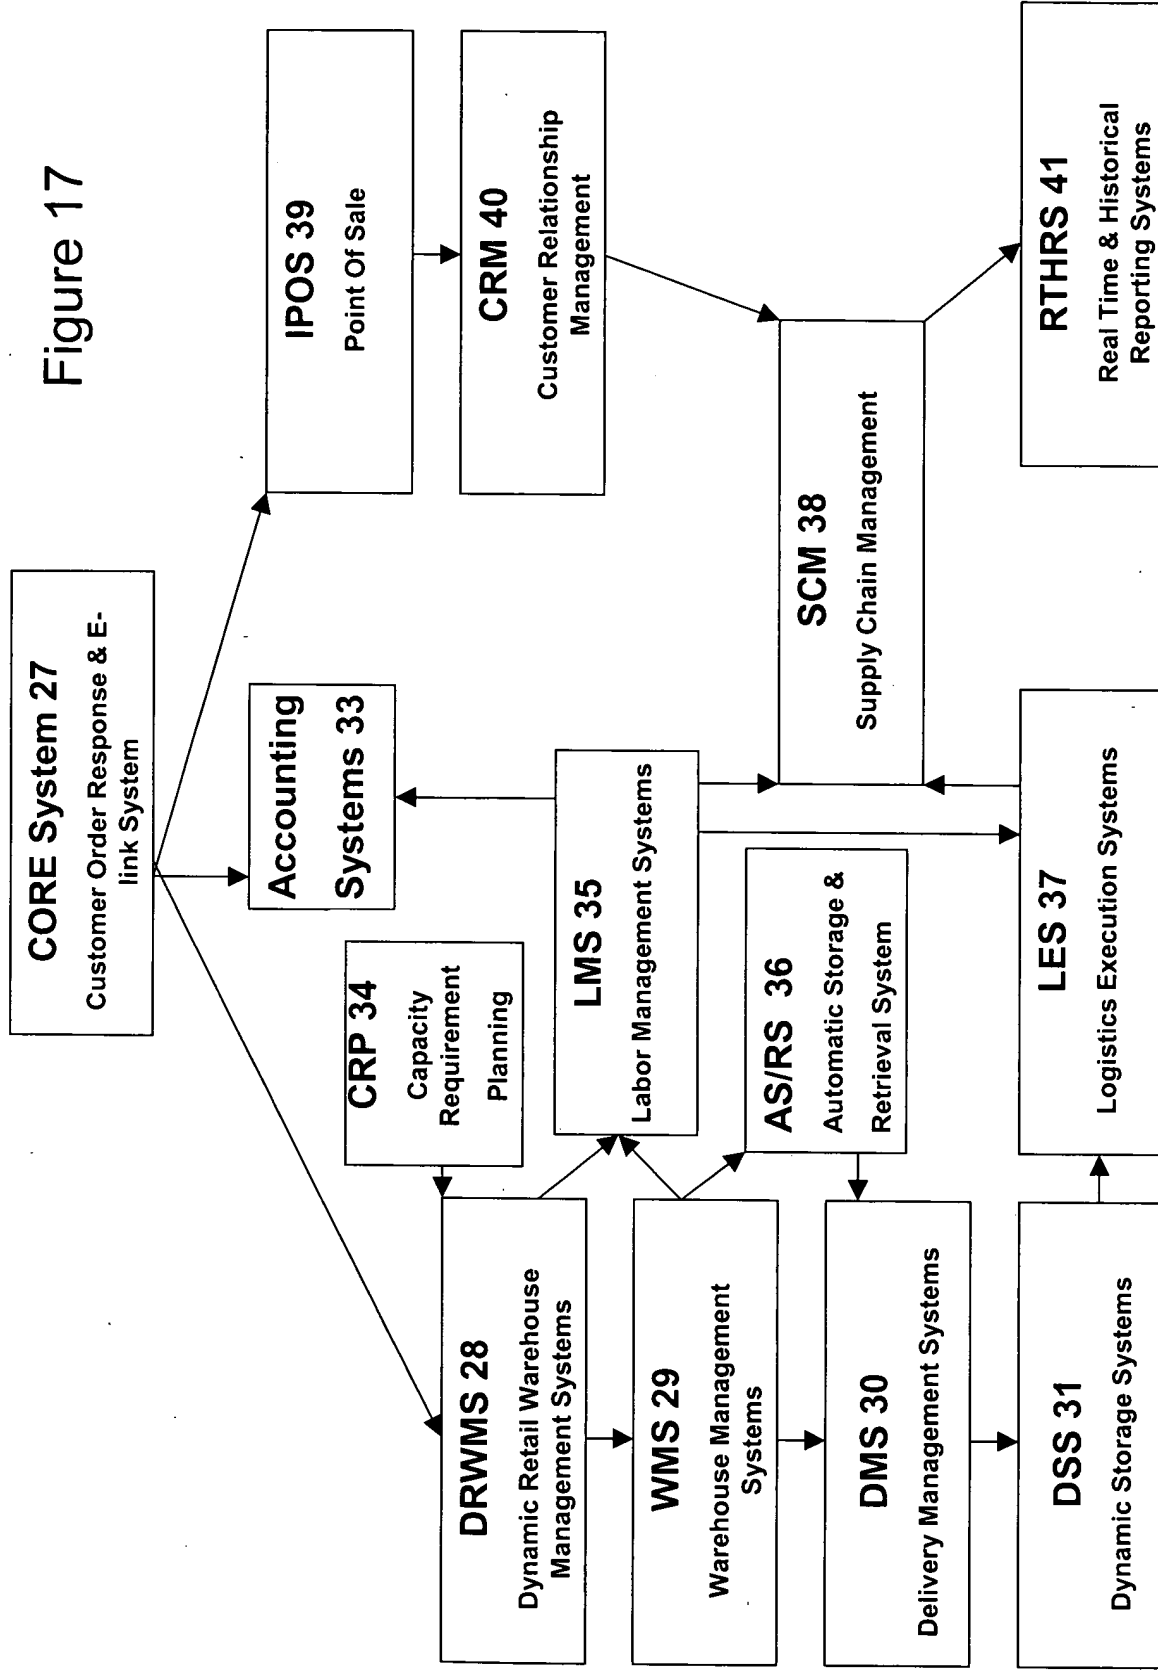 Figure 17
CORE System 27
Customer Order Response & E-
link System
IPOS 39
Point Of Sale
Accounting
Systems 33
CRP 34
Capacity
Requirement
Planning
CRM 40
Customer Relationship
Management
DRWMS 28
Dynamic Retail Warehouse
Management Systems
LMS 35
Labor Management Systems
WMS 29
Warehouse Management
Systems
AS/RS 36
Automatic Storage &
Retrieval System
SCM 38
Supply Chain Management
DMS 30
Delivery Management Systems
DSS 31
Dynamic Storage Systems
LES 37
Logistics Execution Systems
RTHRS 41
Real Time & Historical
Reporting Systems